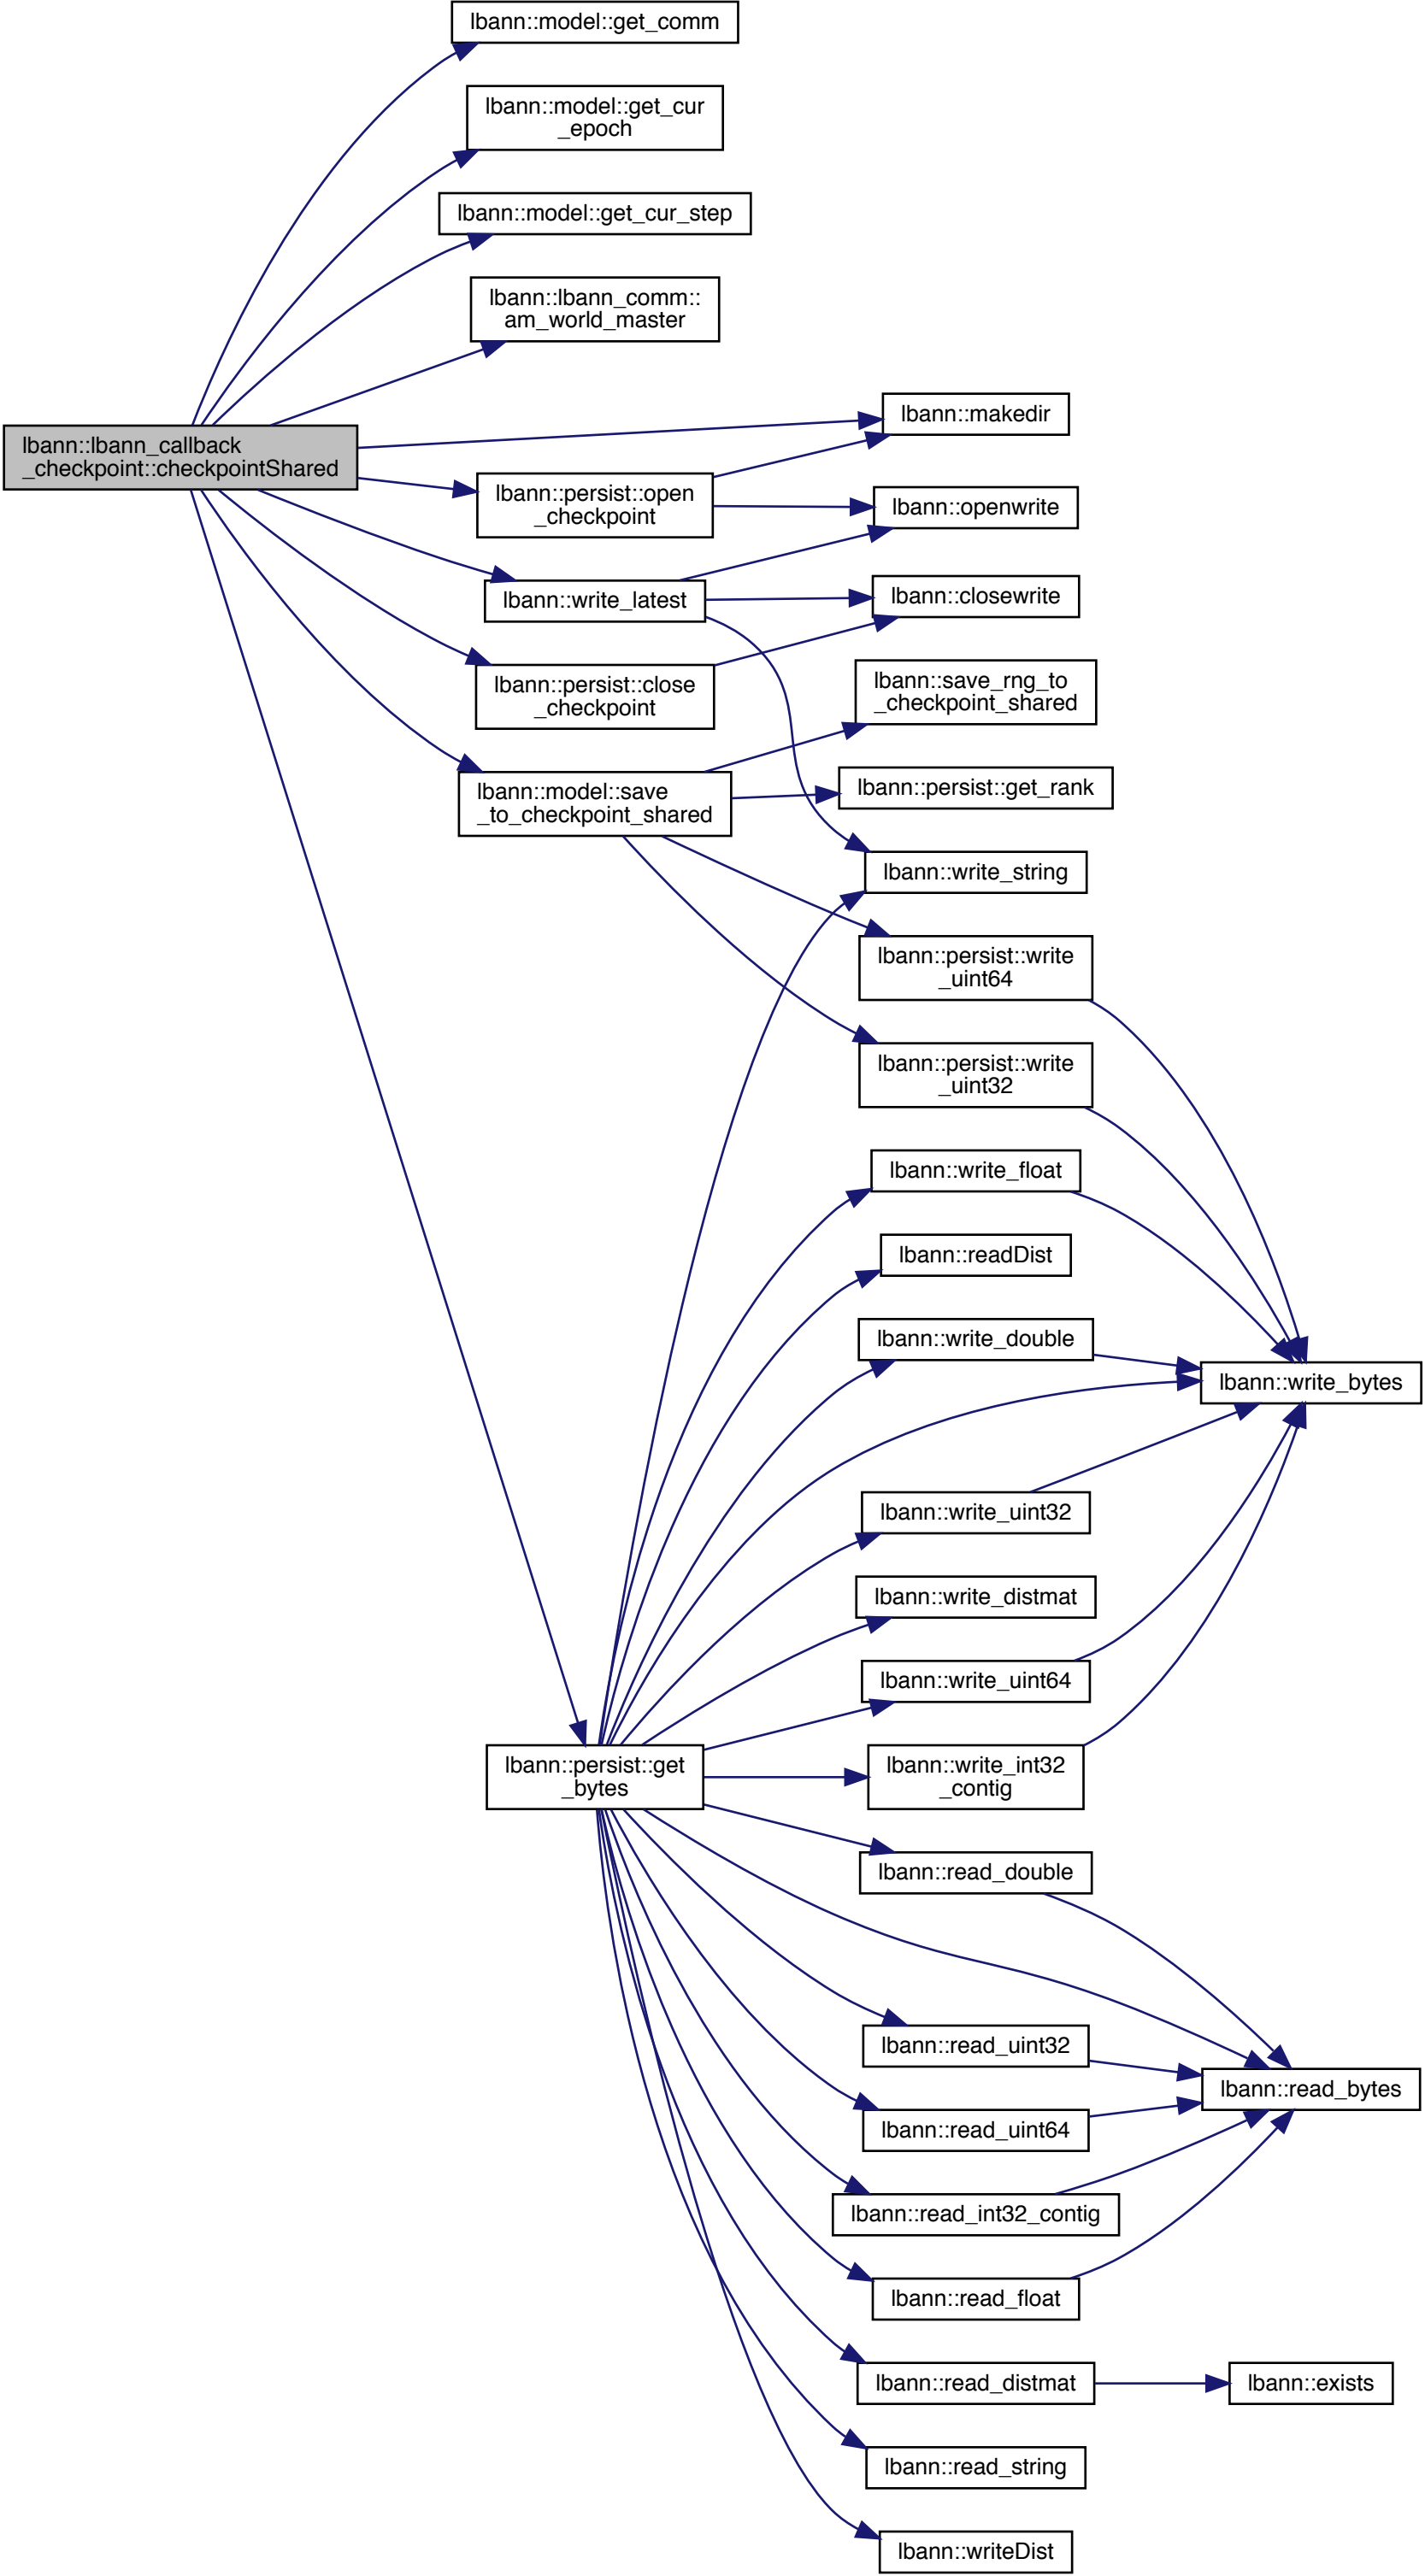 lbann::model::get_comm
lbann::model::get_cur
_epoch
lbann::model::get_cur_step
lbann::lbann_comm::
am_world_master
lbann::makedir
lbann::lbann_callback
_checkpoint::checkpointShared
lbann::persist::open
_checkpoint
lbann::openwrite
lbann::write_latest
lbann::closewrite
lbann::persist::close
_checkpoint
lbann::save_rng_to
_checkpoint_shared
lbann::model::save
_to_checkpoint_shared
lbann::persist::get_rank
lbann::write_string
lbann::persist::write
_uint64
lbann::persist::write
_uint32
lbann::write_float
lbann::readDist
lbann::write_double
lbann::write_bytes
lbann::write_uint32
lbann::write_distmat
lbann::write_uint64
lbann::persist::get
_bytes
lbann::write_int32
_contig
lbann::read_double
lbann::read_uint32
lbann::read_bytes
lbann::read_uint64
lbann::read_int32_contig
lbann::read_float
lbann::read_distmat
lbann::exists
lbann::read_string
lbann::writeDist